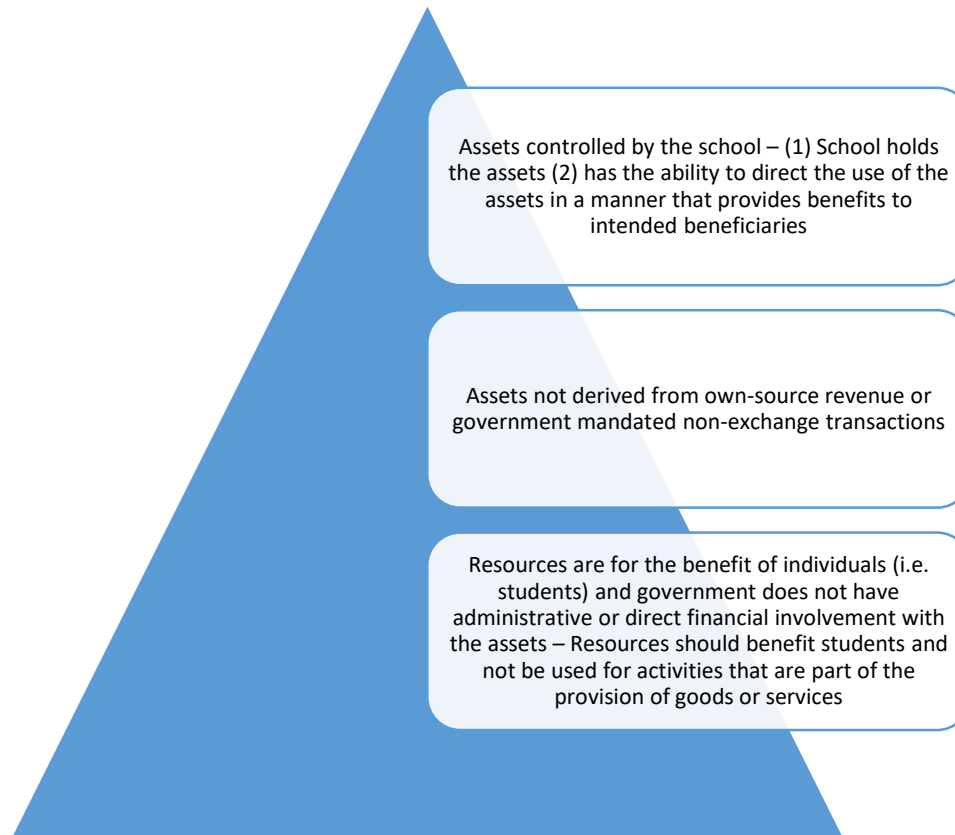 Assets controlled by the school – (1) School holds
the assets (2) has the ability to direct the use of the
assets in a manner that provides benefits to
intended beneficiaries
Assets not derived from own-source revenue or
government mandated non-exchange transactions
Resources are for the benefit of individuals (i.e.
students) and government does not have
administrative or direct financial involvement with
the assets – Resources should benefit students and
not be used for activities that are part of the
provision of goods or services